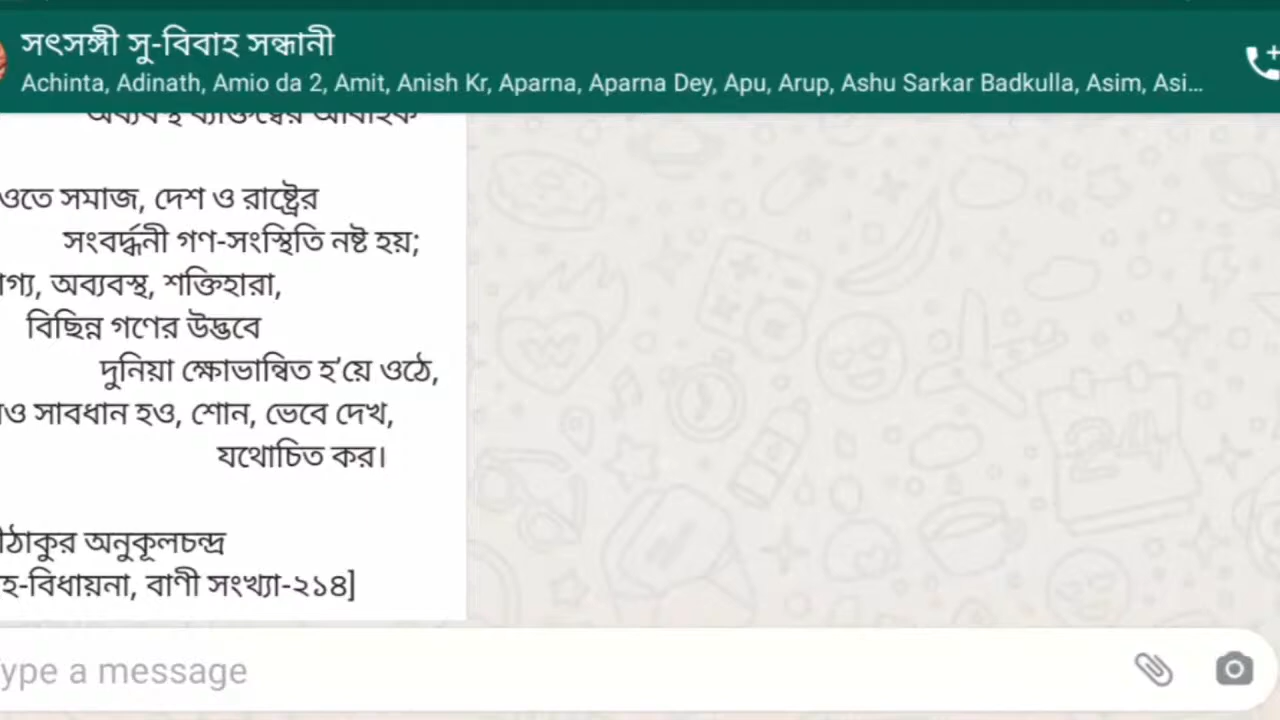 সৎসঙ্গী সু-বিবাহ সন্ধানী
Achinta, Adinath, Amio da 2, Amit, Anish Kr, Aparna, Aparna Dey, Apu, Arup, Ashu Sarkar Badkulla, Asim, Asi...
সমাজ, দেশ ও রাষ্ট্রের
সংবর্দ্ধনী গণ-সংস্থিতি নষ্ট হয়;
অব্যবস্থ, শক্তিহারা,
বিছিন্ন গণের উদ্ভবে
দুনিয়া ক্ষোভান্বিত হ'য়ে ওঠে,
সাবধান হও, শোন, ভেবে দেখ,
যথোচিত কর।
অনুকূলচন্দ্র
-বিধায়না, বাণী সংখ্যা-২১৪]
ype a message